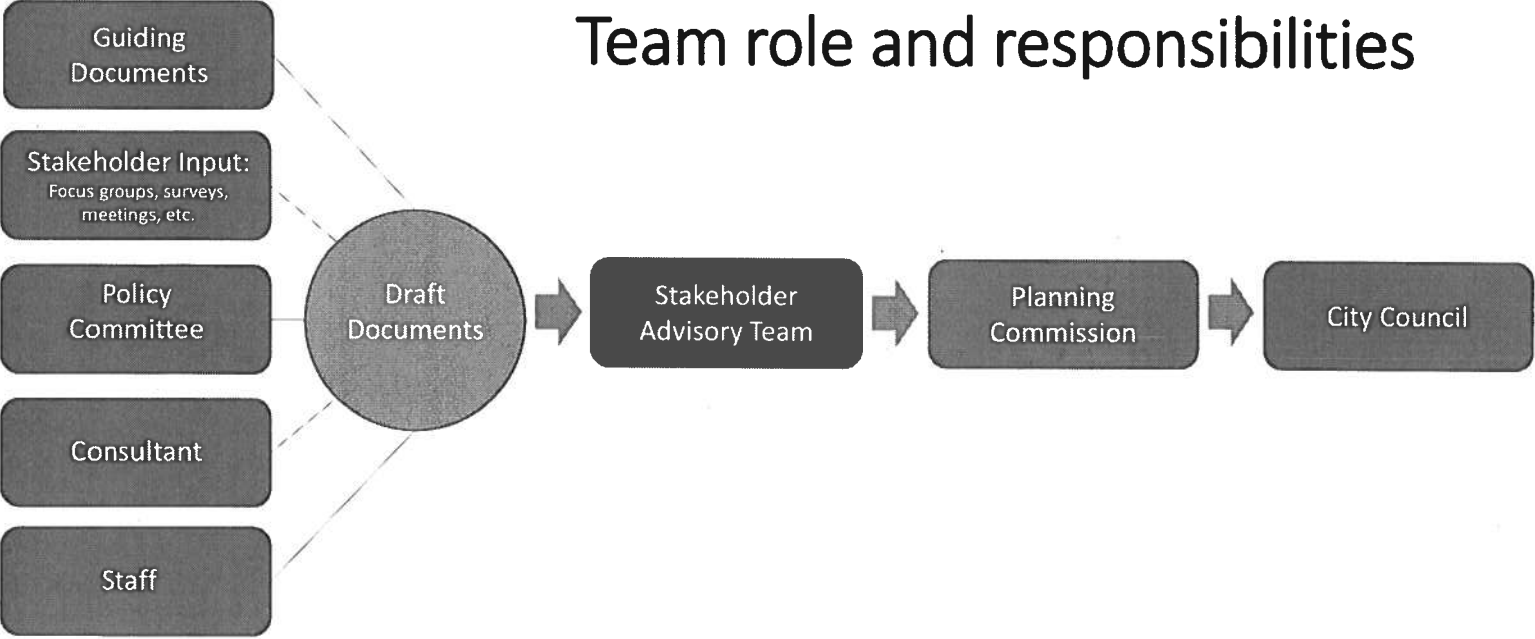 Team role and responsibilities
Guiding
Documents
Stakeholder Input:
Focus groups, surveys,
meetings, etc.
Policy
Committee
Consultant
Staff
Draft
Documents
Stakeholder
Advisory Team
Planning
Commission
City Council